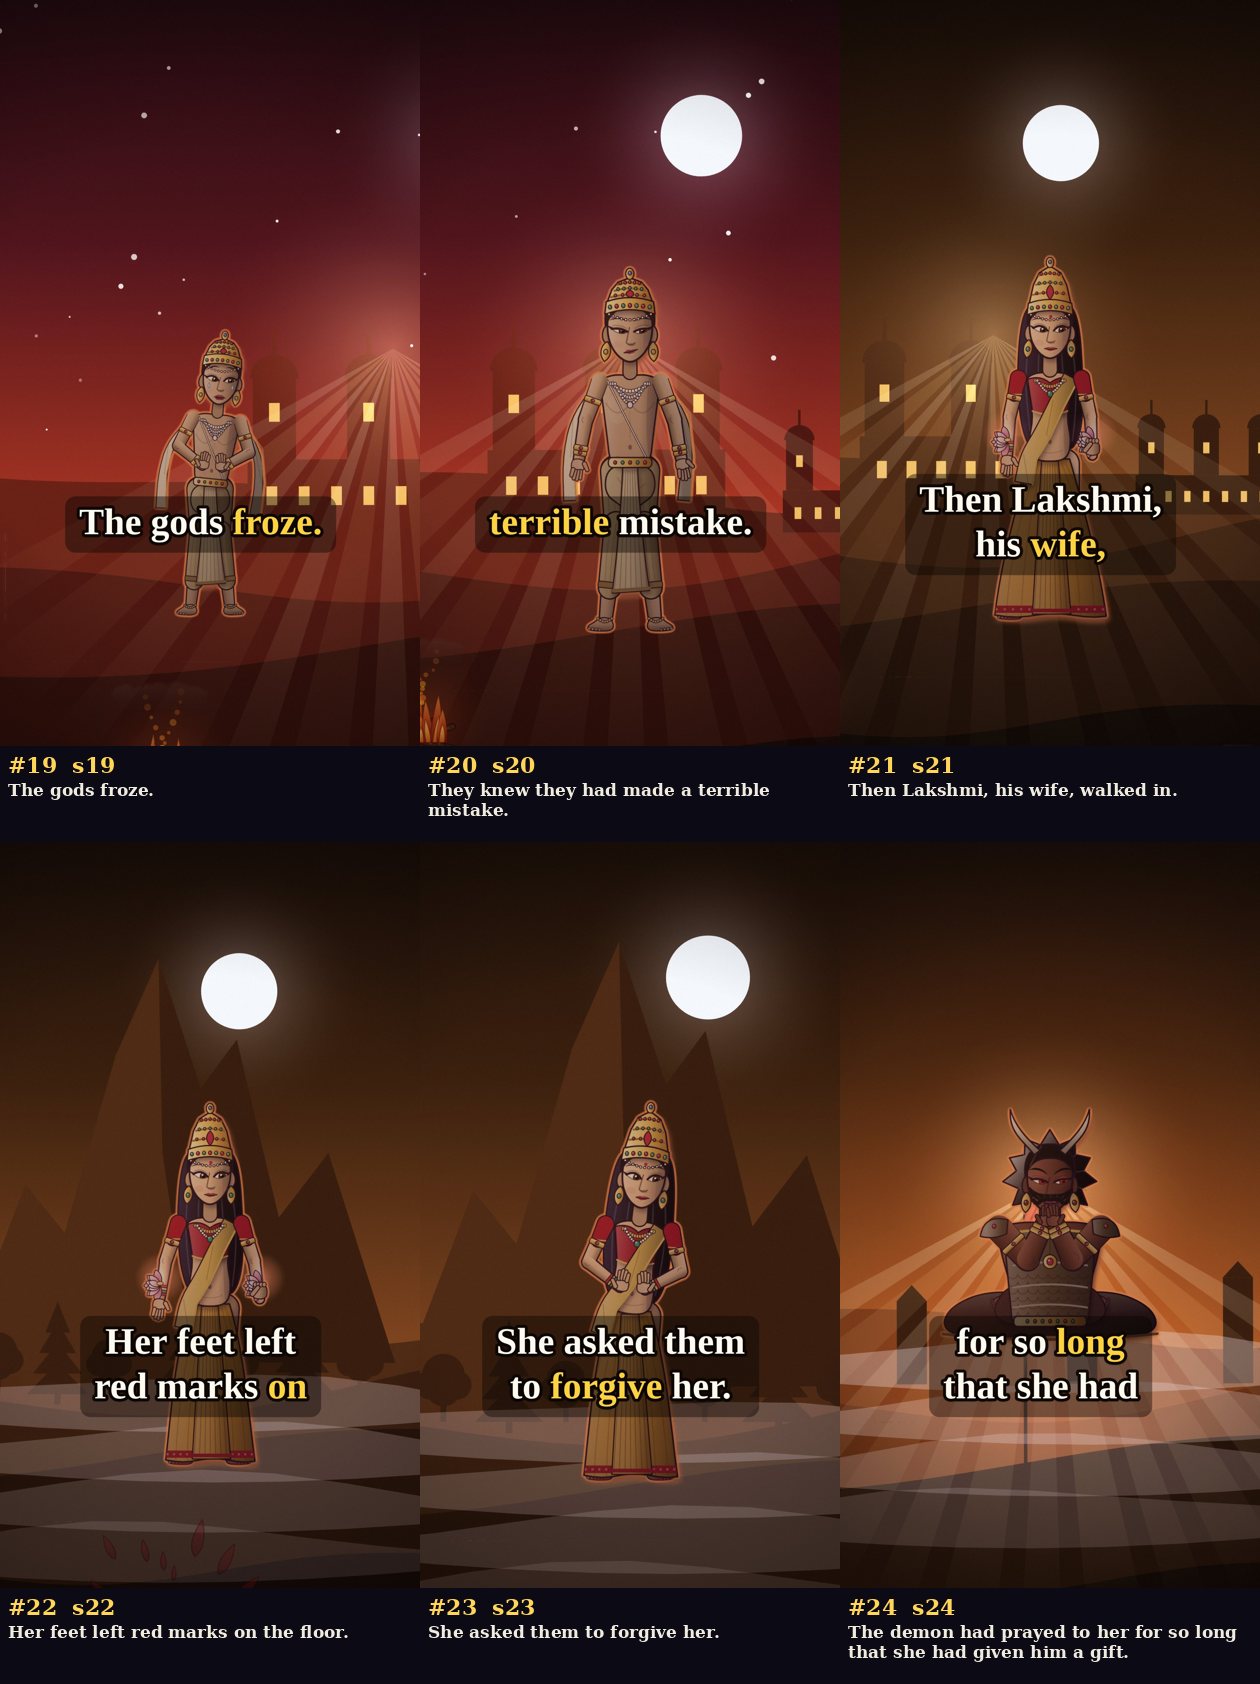 The gods froze.
terrible mistake.
Then Lakshmi,
his wife,
#19 s19
The gods froze.
#20 s20
They knew they had made a terrible
mistake.
#21 s21
Then Lakshmi, his wife, walked in.
Her feet left
red marks on
She asked them
to forgive her.
for so long
that she had
#22 s22
Her feet left red marks on the floor.
#23 s23
She asked them to forgive her.
#24 s24
The demon had prayed to her for so long
that she had given him a gift.